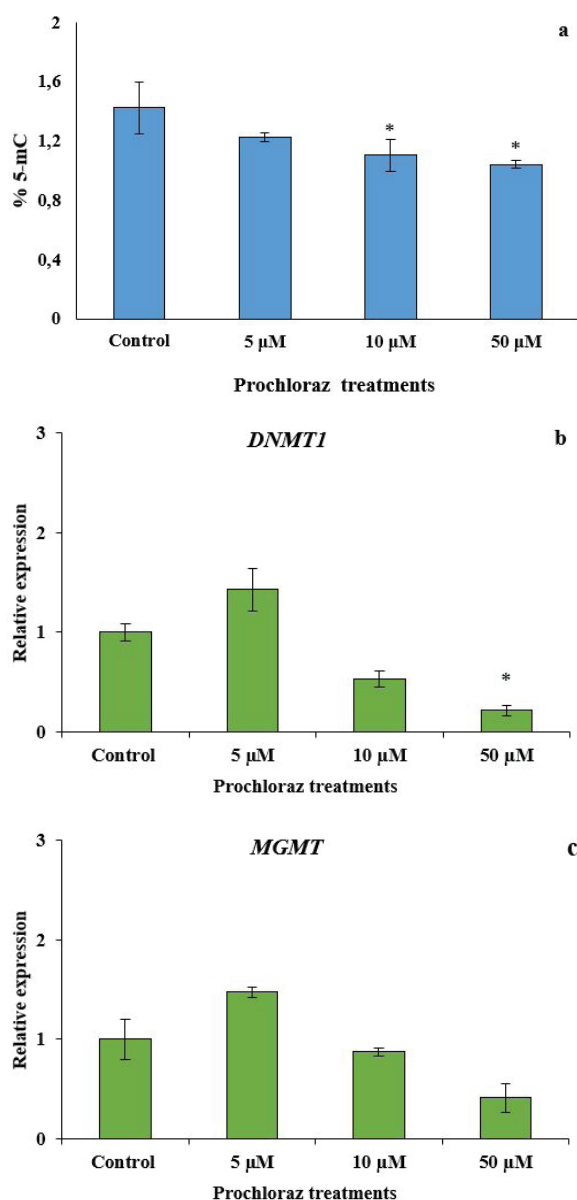 a
2
1,6
1,2
0,8
0,4
0
% 5-mC
*
*
Control 5 µM 10 µM 50 µM
Prochloraz treatments
DNMT1
b
3
2
1
0
Relative expression
*
Control 5 µM 10 µM 50 µM
Prochloraz treatments
MGMT
c
3
2
1
0
Relative expression
Control 5 µM 10 µM 50 µM
Prochloraz treatments